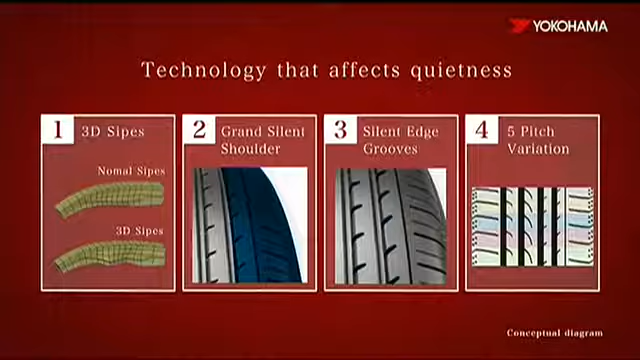 YOKOHAMA
Technology that affects quietness
1 3D Sipes
Nomal Sipes
3D Sipes
2 Grand Silent
Shoulder
3 Silent Edge
Grooves
4 5 Pitch
Variation
Conceptual diagram